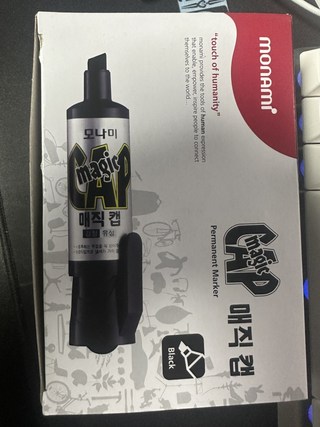 monami
"touch of humanity"
monami provides the tools of human expression
that enable, empower, inspire people to connect
themselves to the world
magic
CAP
매직 캡
Permanent Marker
Black
모나미
magic
CAP
매직 캡